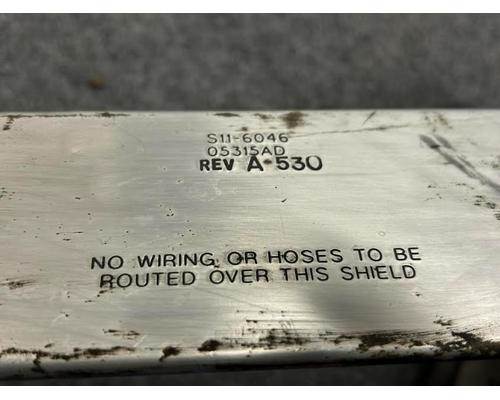 S11-6046
05315AD
REV A-530
NO WIRING OR HOSES TO BE
ROUTED OVER THIS SHIELD